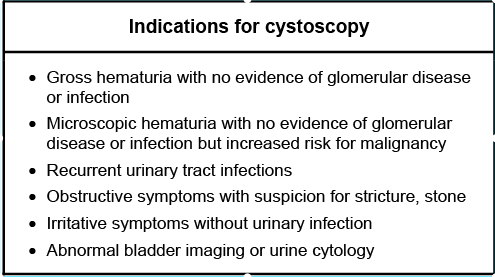 Indications for cystoscopy
• Gross hematuria with no evidence of glomerular disease
or infection
• Microscopic hematuria with no evidence of glomerular
disease or infection but increased risk for malignancy
• Recurrent urinary tract infections
• Obstructive symptoms with suspicion for stricture, stone
• Irritative symptoms without urinary infection
• Abnormal bladder imaging or urine cytology